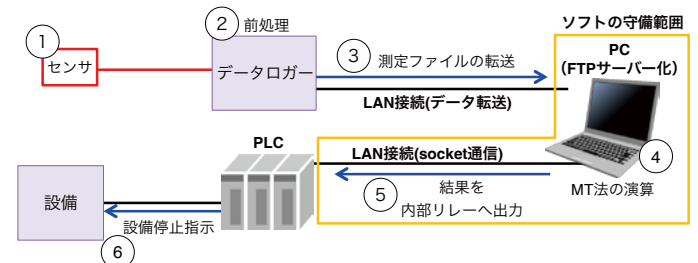 ソフトの守備範囲
① センサ
② 前処理
データロガー
③ 測定ファイルの転送
LAN接続(データ転送)
PC
(FTPサーバー化)
④
MT法の演算
PLC
LAN接続(socket通信)
⑤ 結果を
内部リレーへ出力
設備
設備停止指示
⑥